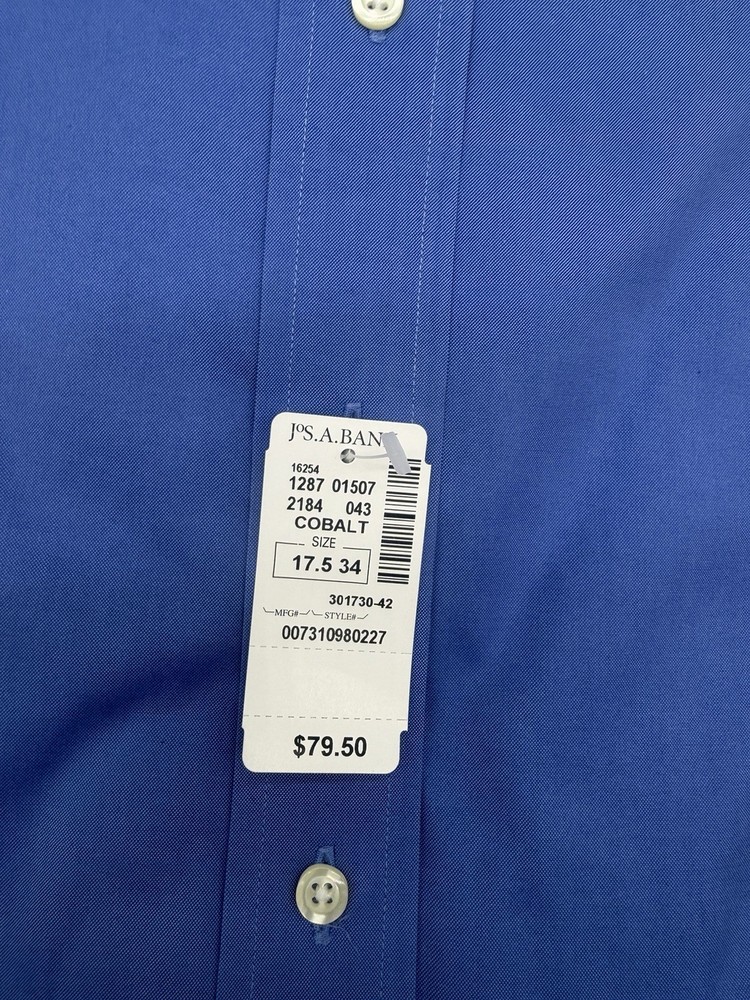 JoS.A.BAN
16254
1287 01507
2184 043
COBALT
SIZE
17.5 34
301730-42
MFG# STYLE#
007310980227
$79.50